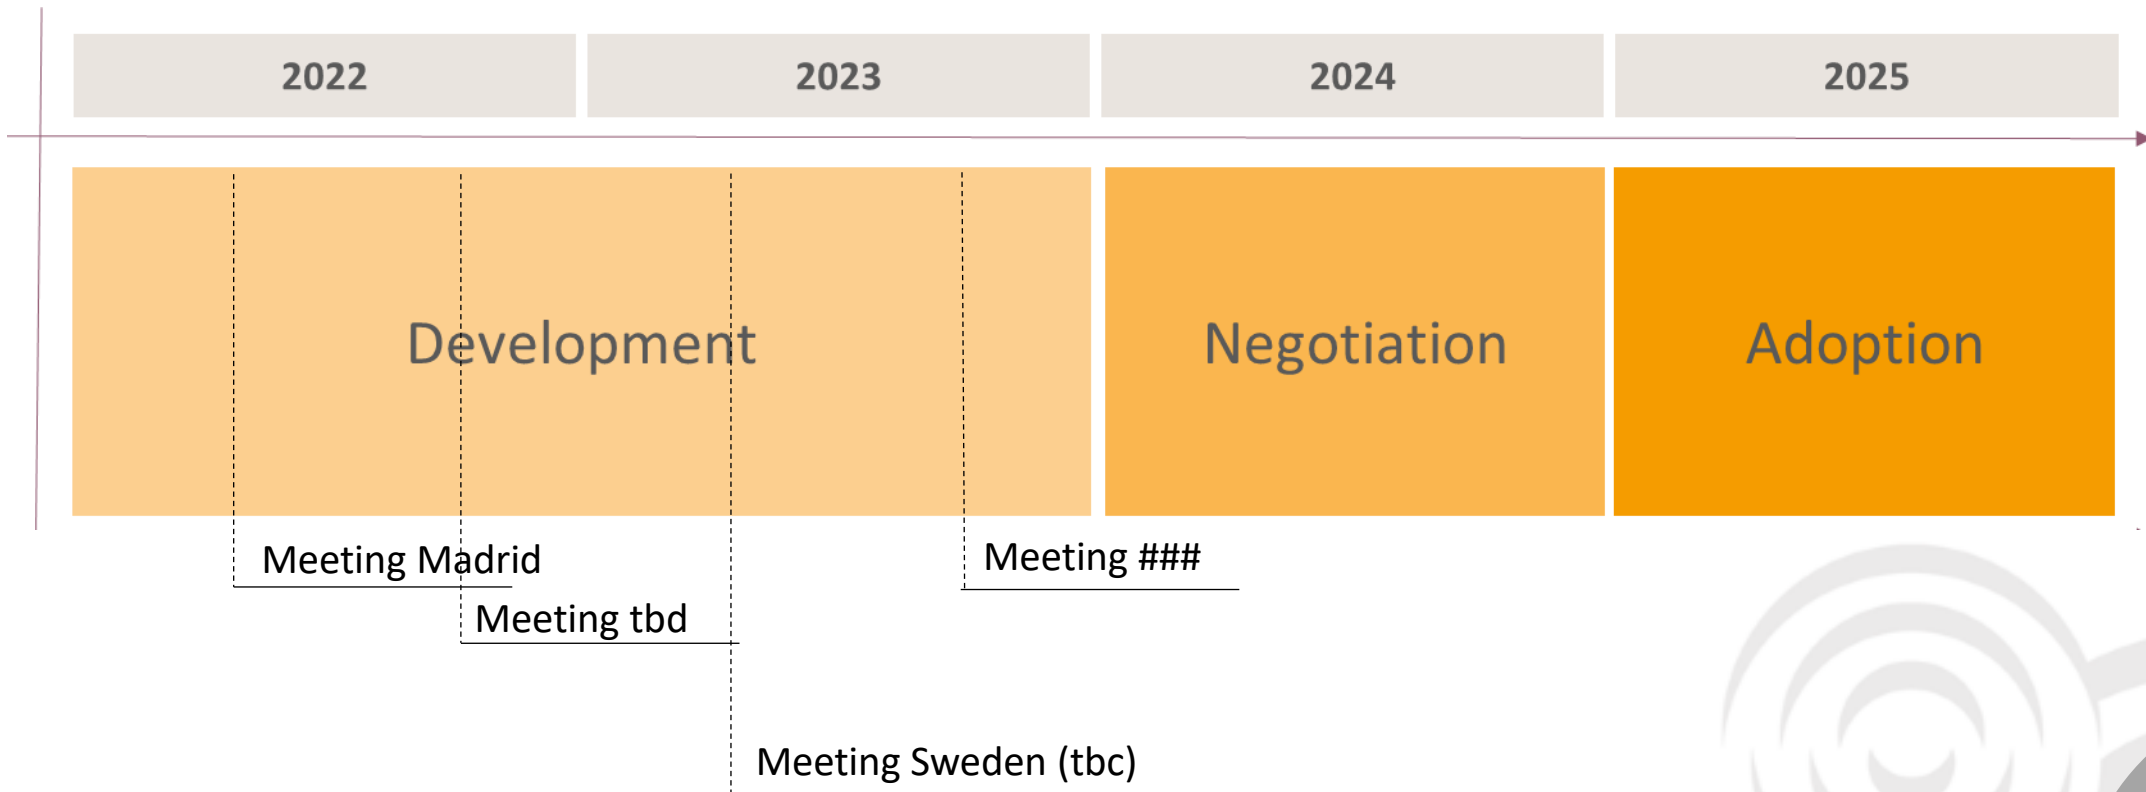 2022
2023
2024
2025
Development
Negotiation
Adoption
Meeting Madrid
Meeting ###
Meeting tbd
Meeting Sweden (tbc)